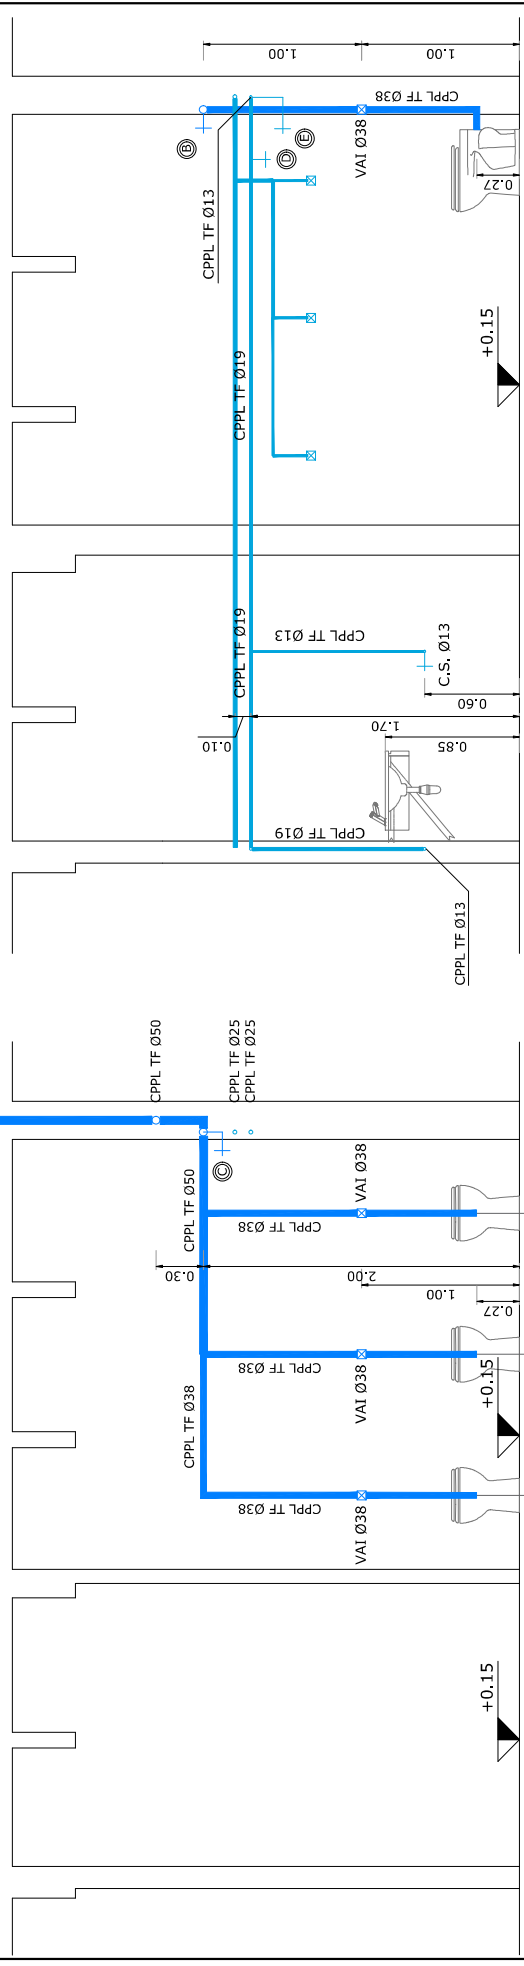 1.00
1.00
CPPL TF Ø38
VAI Ø38
B
E
D
0.27
CPPL TF Ø13
+0.15
CPPL TF Ø19
CPPL TF Ø19
CPPL TF Ø13
C.S. Ø13
0.60
1.70
0.10
0.85
CPPL TF Ø19
CPPL TF Ø13
CPPL TF Ø50
CPPL TF Ø25
CPPL TF Ø25
C
CPPL TF Ø50
VAI Ø38
CPPL TF Ø38
0.30
2.00
1.00
0.27
CPPL TF Ø38
VAI Ø38
+0.15
CPPL TF Ø38
CPPL TF Ø38
VAI Ø38
+0.15